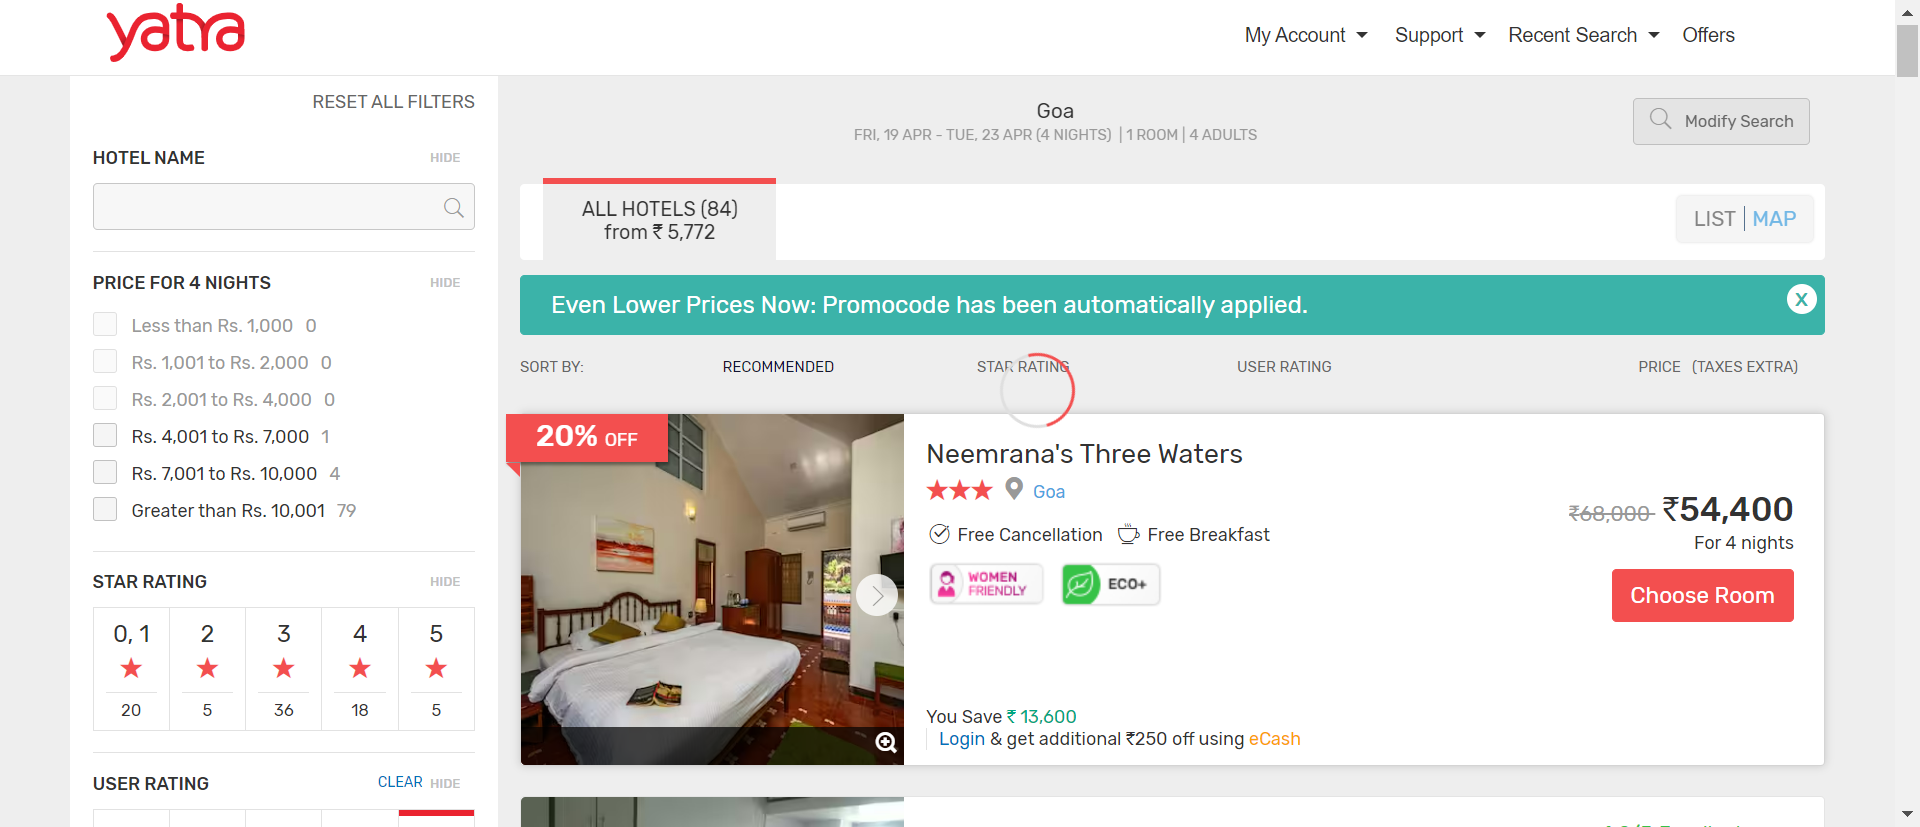 yatra
My Account
Support
Recent Search
Offers
RESET ALL FILTERS
HOTEL NAME
HIDE
PRICE FOR 4 NIGHTS
HIDE
Less than Rs. 1,000 0
Rs. 1,001 to Rs. 2,000 0
Rs. 2,001 to Rs. 4,000 0
Rs. 4,001 to Rs. 7,000 1
Rs. 7,001 to Rs. 10,000 4
Greater than Rs. 10,001 79
STAR RATING
HIDE
0, 1 2 3 4 5
20 5 36 18 5
USER RATING
CLEAR HIDE
Goa
FRI, 19 APR - TUE, 23 APR (4 NIGHTS) | 1 ROOM | 4 ADULTS
Modify Search
ALL HOTELS (84)
from ₹ 5,772
LIST | MAP
Even Lower Prices Now: Promocode has been automatically applied.
X
SORT BY:
RECOMMENDED
STAR RATING
USER RATING
PRICE (TAXES EXTRA)
20% OFF
Neemrana's Three Waters
Goa
Free Cancellation
Free Breakfast
WOMEN
FRIENDLY
ECO+
₹68,000 ₹54,400
For 4 nights
Choose Room
You Save ₹ 13,600
Login & get additional ₹250 off using eCash